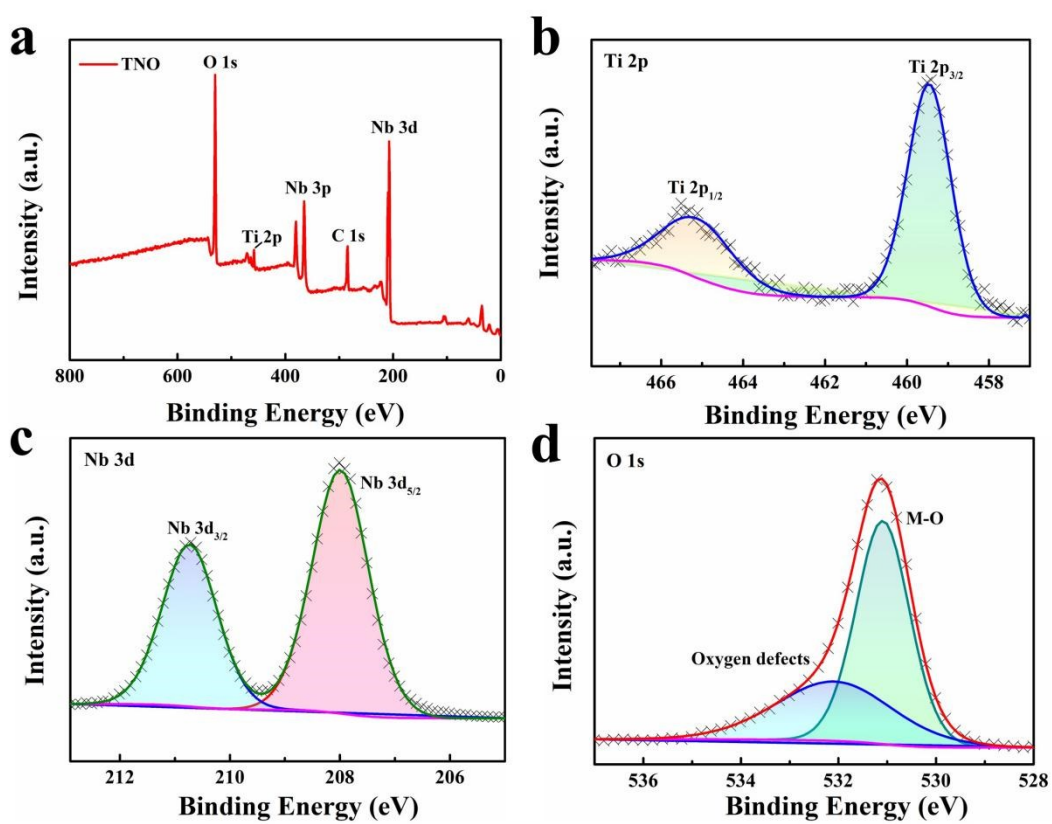 a
TNO
O 1s
Nb 3d
Nb 3p
Ti 2p
C 1s
Intensity (a.u.)
800 600 400 200 0
Binding Energy (eV)
b
Ti 2p
Ti 2p3/2
Ti 2p1/2
Intensity (a.u.)
466 464 462 460 458
Binding Energy (eV)
c
Nb 3d
Nb 3d5/2
Nb 3d3/2
Intensity (a.u.)
212 210 208 206
Binding Energy (eV)
d
O 1s
M-O
Oxygen defects
Intensity (a.u.)
536 534 532 530 528
Binding Energy (eV)